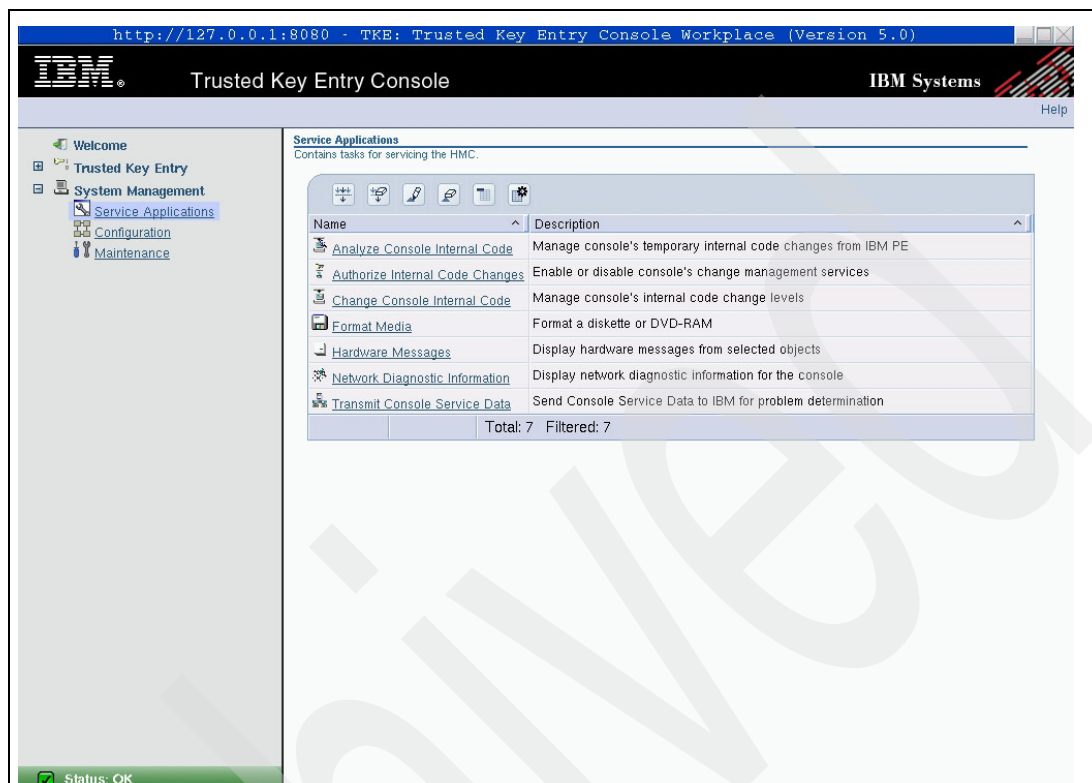 http://127.0.0.1:8080 - TKE: Trusted Key Entry Console Workplace (Version 5.0)
IBM® Trusted Key Entry Console IBM Systems
Help
Welcome
Trusted Key Entry
System Management
Service Applications
Configuration
Maintenance
Service Applications
Contains tasks for servicing the HMC.
Name Description
Analyze Console Internal Code Manage console's temporary internal code changes from IBM PE
Authorize Internal Code Changes Enable or disable console's change management services
Change Console Internal Code Manage console's internal code change levels
Format Media Format a diskette or DVD-RAM
Hardware Messages Display hardware messages from selected objects
Network Diagnostic Information Display network diagnostic information for the console
Transmit Console Service Data Send Console Service Data to IBM for problem determination
Total: 7 Filtered: 7
Status: OK